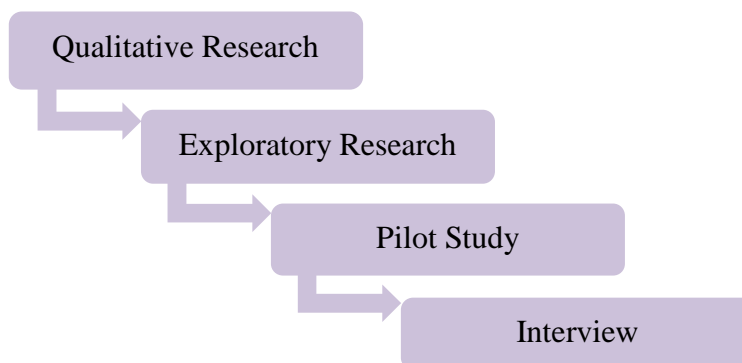 Qualitative Research
Exploratory Research
Pilot Study
Interview